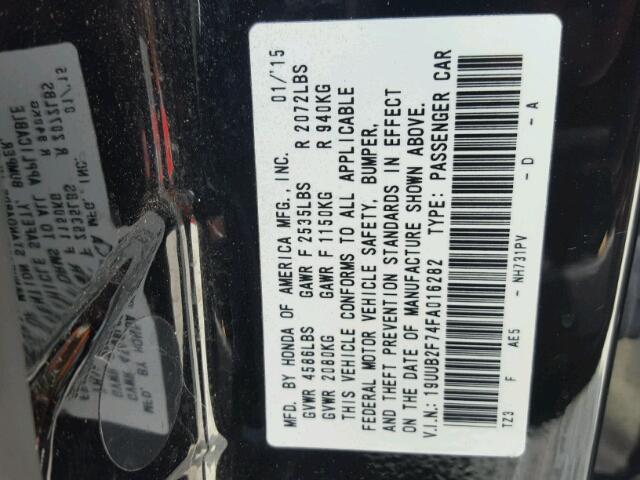 MFD. BY HONDA OF AMERICA MFG., INC. 01/'15
GVWR 4586LBS GAWR F 2535LBS R 2072LBS
GVWR 2080KG GAWR F 1150KG R 940KG
THIS VEHICLE CONFORMS TO ALL APPLICABLE
FEDERAL MOTOR VEHICLE SAFETY, BUMPER,
AND THEFT PREVENTION STANDARDS IN EFFECT
ON THE DATE OF MANUFACTURE SHOWN ABOVE.
V.I.N.: 19UUB2F74FA016282 TYPE: PASSENGER CAR
TZ3 F AE5 - NH731PV - D - A